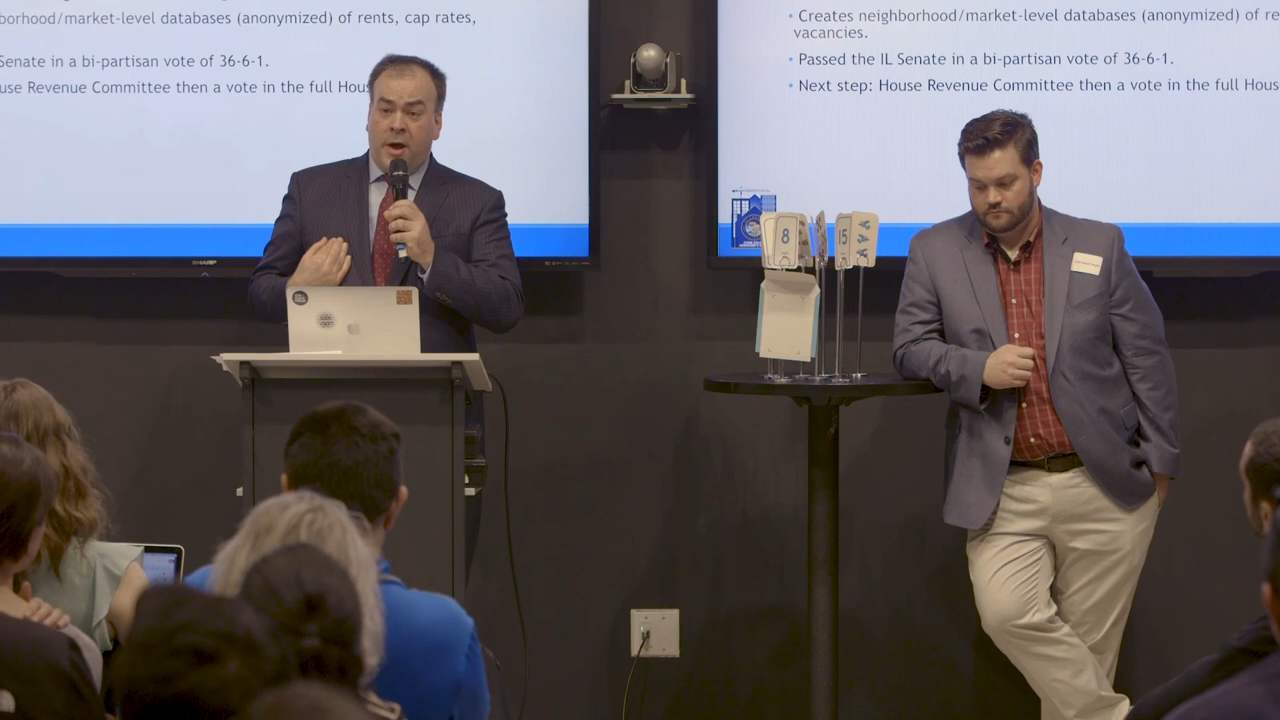 borhood/market-level databases (anonymized) of rents, cap rates,
Senate in a bi-partisan vote of 36-6-1.
use Revenue Committee then a vote in the full Hous
SHARP
• Creates neighborhood/market-level databases (anonymized) of re
vacancies.
• Passed the IL Senate in a bi-partisan vote of 36-6-1.
• Next step: House Revenue Committee then a vote in the full Hous
8
15